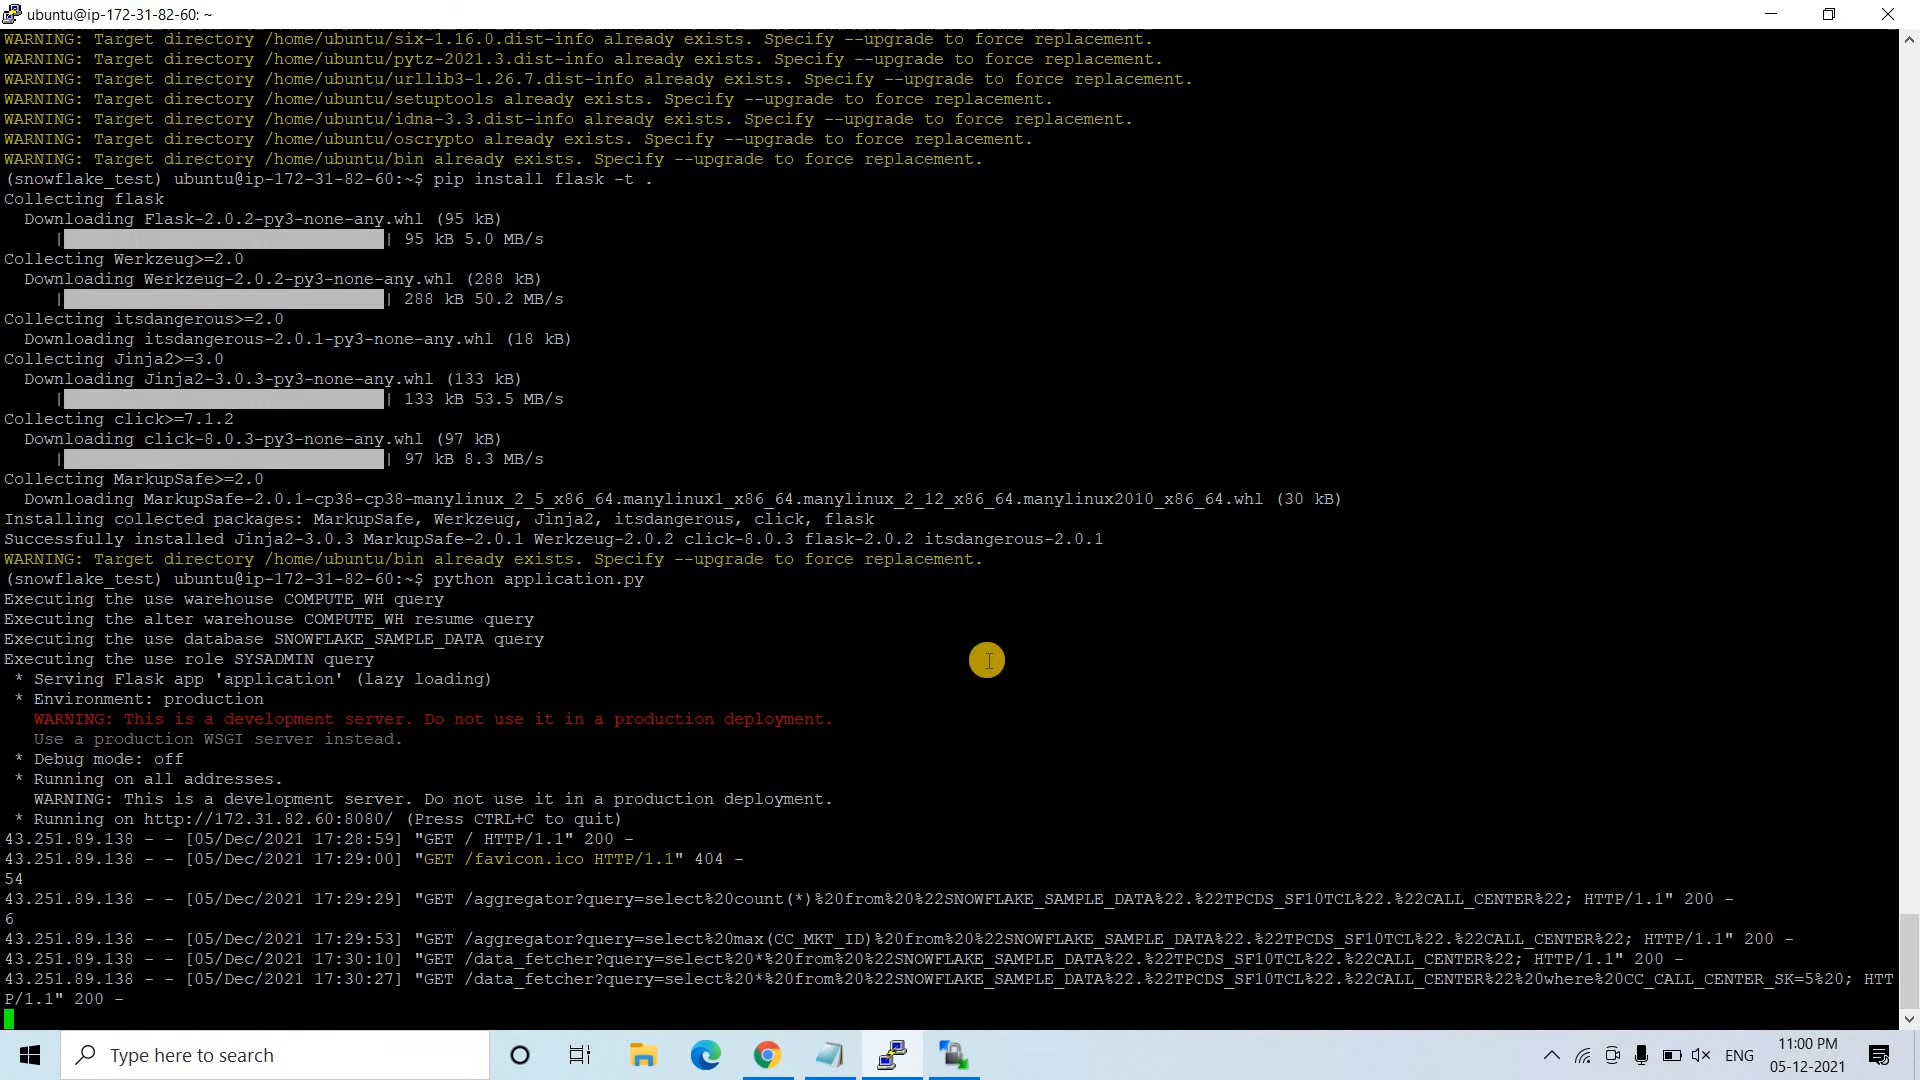 ubuntu@ip-172-31-82-60: ~
WARNING: Target directory /home/ubuntu/six-1.16.0.dist-info already exists. Specify --upgrade to force replacement.
WARNING: Target directory /home/ubuntu/pytz-2021.3.dist-info already exists. Specify --upgrade to force replacement.
WARNING: Target directory /home/ubuntu/urllib3-1.26.7.dist-info already exists. Specify --upgrade to force replacement.
WARNING: Target directory /home/ubuntu/setuptools already exists. Specify --upgrade to force replacement.
WARNING: Target directory /home/ubuntu/idna-3.3.dist-info already exists. Specify --upgrade to force replacement.
WARNING: Target directory /home/ubuntu/oscrypto already exists. Specify --upgrade to force replacement.
WARNING: Target directory /home/ubuntu/bin already exists. Specify --upgrade to force replacement.
(snowflake_test) ubuntu@ip-172-31-82-60:~$ pip install flask -t .
Collecting flask
  Downloading Flask-2.0.2-py3-none-any.whl (95 kB)
     |████████████████████████████████| 95 kB 5.0 MB/s
Collecting Werkzeug>=2.0
  Downloading Werkzeug-2.0.2-py3-none-any.whl (288 kB)
     |████████████████████████████████| 288 kB 50.2 MB/s
Collecting itsdangerous>=2.0
  Downloading itsdangerous-2.0.1-py3-none-any.whl (18 kB)
Collecting Jinja2>=3.0
  Downloading Jinja2-3.0.3-py3-none-any.whl (133 kB)
     |████████████████████████████████| 133 kB 53.5 MB/s
Collecting click>=7.1.2
  Downloading click-8.0.3-py3-none-any.whl (97 kB)
     |████████████████████████████████| 97 kB 8.3 MB/s
Collecting MarkupSafe>=2.0
  Downloading MarkupSafe-2.0.1-cp38-cp38-manylinux_2_5_x86_64.manylinux1_x86_64.manylinux_2_12_x86_64.manylinux2010_x86_64.whl (30 kB)
Installing collected packages: MarkupSafe, Werkzeug, Jinja2, itsdangerous, click, flask
Successfully installed Jinja2-3.0.3 MarkupSafe-2.0.1 Werkzeug-2.0.2 click-8.0.3 flask-2.0.2 itsdangerous-2.0.1
WARNING: Target directory /home/ubuntu/bin already exists. Specify --upgrade to force replacement.
(snowflake_test) ubuntu@ip-172-31-82-60:~$ python application.py
Executing the use warehouse COMPUTE_WH query
Executing the alter warehouse COMPUTE_WH resume query
Executing the use database SNOWFLAKE_SAMPLE_DATA query
Executing the use role SYSADMIN query
 * Serving Flask app 'application' (lazy loading)
 * Environment: production
   WARNING: This is a development server. Do not use it in a production deployment.
   Use a production WSGI server instead.
 * Debug mode: off
 * Running on all addresses.
   WARNING: This is a development server. Do not use it in a production deployment.
 * Running on http://172.31.82.60:8080/ (Press CTRL+C to quit)
43.251.89.138 - - [05/Dec/2021 17:28:59] "GET / HTTP/1.1" 200 -
43.251.89.138 - - [05/Dec/2021 17:29:00] "GET /favicon.ico HTTP/1.1" 404 -
54
43.251.89.138 - - [05/Dec/2021 17:29:29] "GET /aggregator?query=select%20count(*)%20from%20%22SNOWFLAKE_SAMPLE_DATA%22.%22TPCDS_SF10TCL%22.%22CALL_CENTER%22; HTTP/1.1" 200 -
6
43.251.89.138 - - [05/Dec/2021 17:29:53] "GET /aggregator?query=select%20max(CC_MKT_ID)%20from%20%22SNOWFLAKE_SAMPLE_DATA%22.%22TPCDS_SF10TCL%22.%22CALL_CENTER%22; HTTP/1.1" 200 -
43.251.89.138 - - [05/Dec/2021 17:30:10] "GET /data_fetcher?query=select%20*%20from%20%22SNOWFLAKE_SAMPLE_DATA%22.%22TPCDS_SF10TCL%22.%22CALL_CENTER%22; HTTP/1.1" 200 -
43.251.89.138 - - [05/Dec/2021 17:30:27] "GET /data_fetcher?query=select%20*%20from%20%22SNOWFLAKE_SAMPLE_DATA%22.%22TPCDS_SF10TCL%22.%22CALL_CENTER%22%20where%20CC_CALL_CENTER_SK=5%20; HTT
P/1.1" 200 -
Type here to search
ENG
11:00 PM
05-12-2021